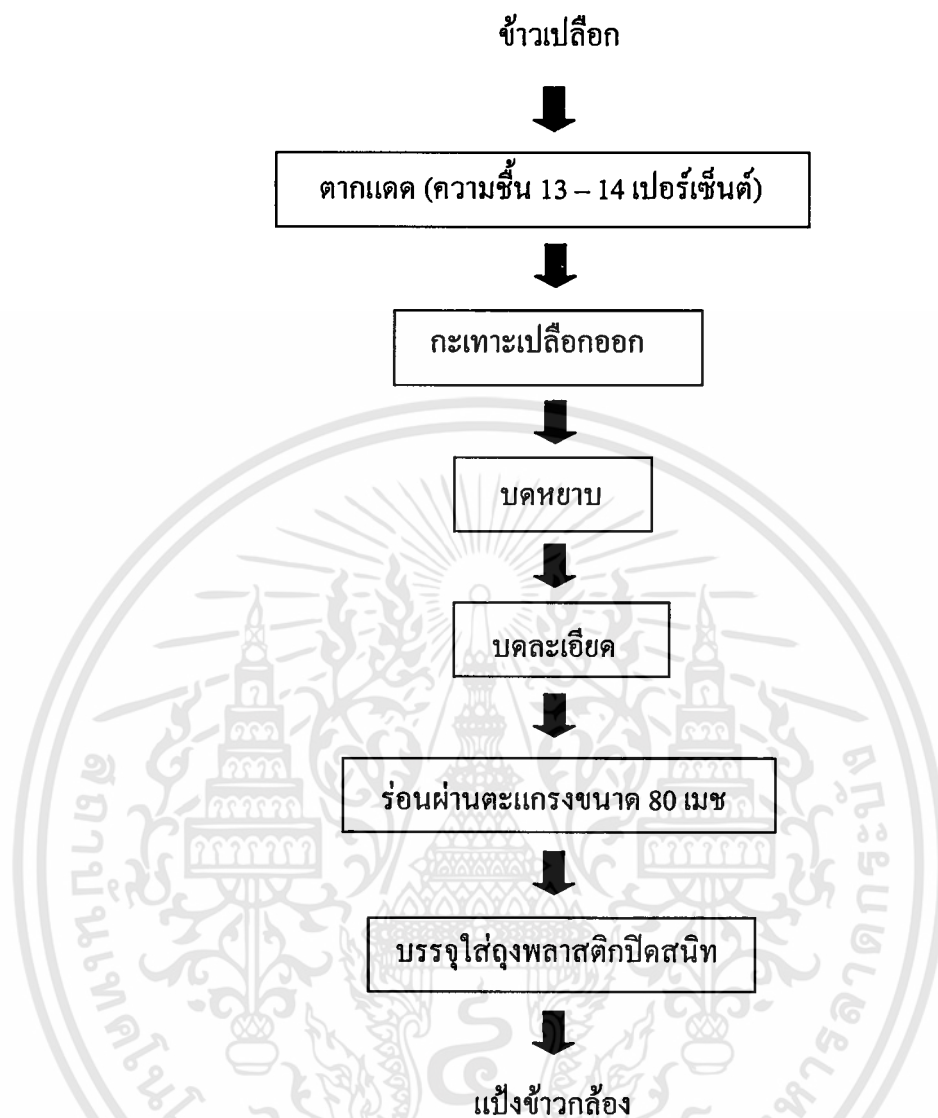 ข้าวเปลือก
ตากแดด (ความชื้น 13 – 14 เปอร์เซ็นต์)
กะเทาะเปลือกออก
บดหยาบ
บดละเอียด
ร่อนผ่านตะแกรงขนาด 80 เมช
บรรจุใส่ถุงพลาสติกปิดสนิท
แป้งข้าวกล้อง